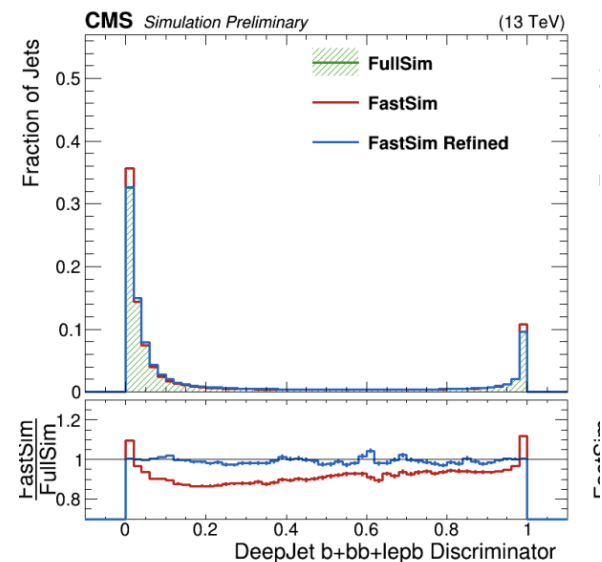 CMS Simulation Preliminary (13 TeV)
Fraction of Jets
FullSim
FastSim
FastSim Refined
0.5
0.4
0.3
0.2
0.1
0
FastSim
FullSim
1.2
1
0.8
0 0.2 0.4 0.6 0.8 1
DeepJet b+bb+lepb Discriminator